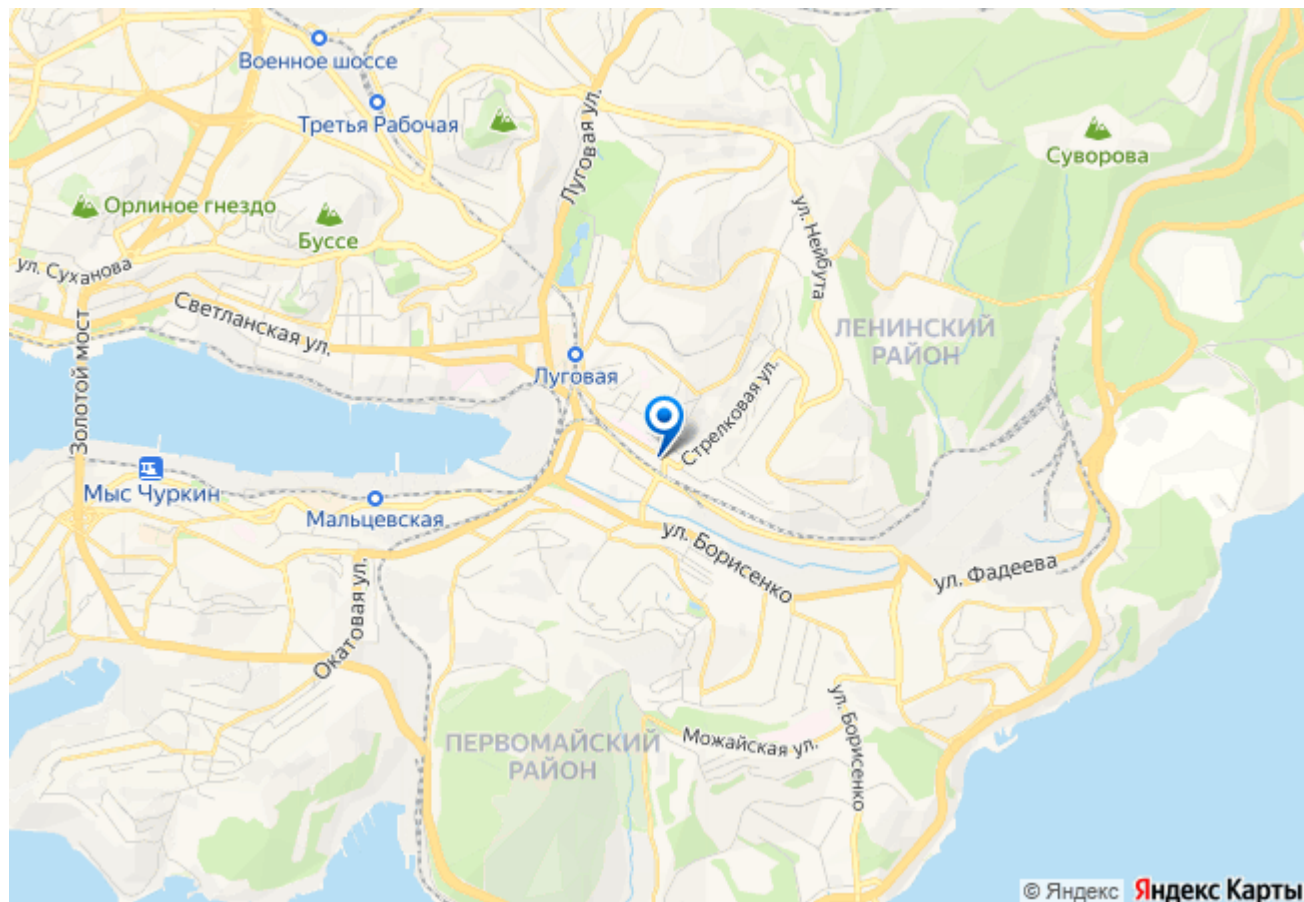 Военное шоссе
Третья Рабочая
Луговая ул.
Суворова
Орлиное гнездо
Буссе
ул. Нейбута
ул. Суханова
Светланская ул.
Золотой мост
ЛЕНИНСКИЙ
РАЙОН
Луговая
Стрелковая ул.
Мыс Чуркин
Мальцевская
ул. Борисенко
ул. Фадеева
Окатовая ул.
ПЕРВОМАЙСКИЙ
РАЙОН
Можайская ул.
ул. Борисенко
© Яндекс Яндекс Карты